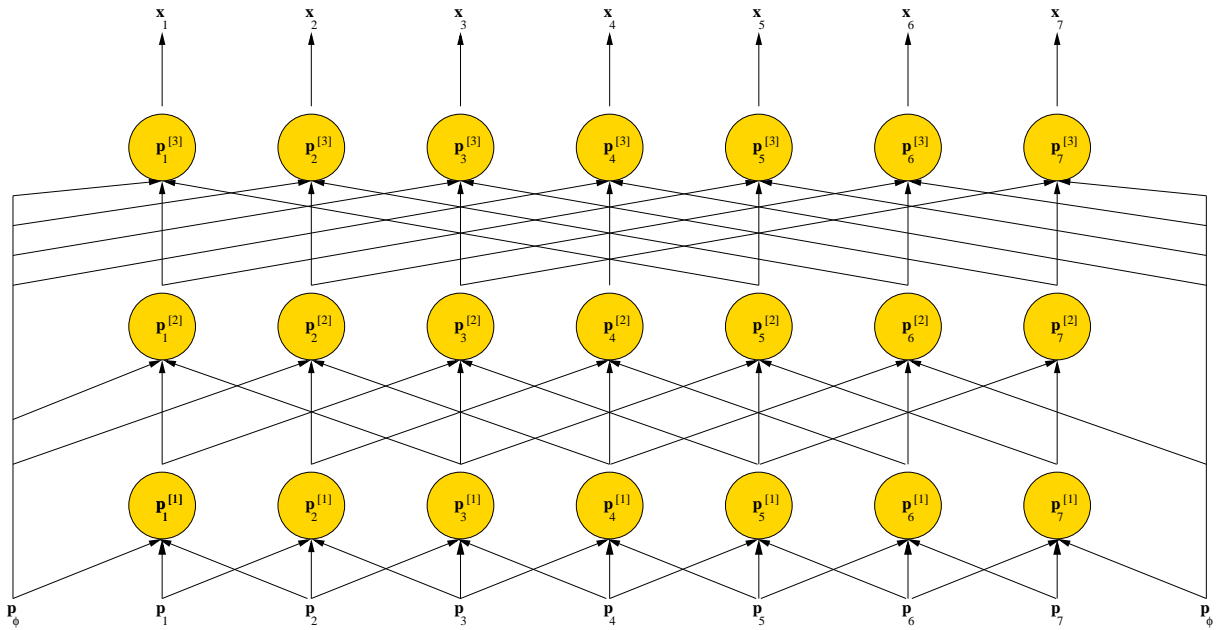 x₁ x₂ x₃ x₄ x₅ x₆ x₇
p₁^[3] p₂^[3] p₃^[3] p₄^[3] p₅^[3] p₆^[3] p₇^[3]
p₁^[2] p₂^[2] p₃^[2] p₄^[2] p₅^[2] p₆^[2] p₇^[2]
p₁^[1] p₂^[1] p₃^[1] p₄^[1] p₅^[1] p₆^[1] p₇^[1]
p_ϕ p₁ p₂ p₃ p₄ p₅ p₆ p₇ p_ϕ